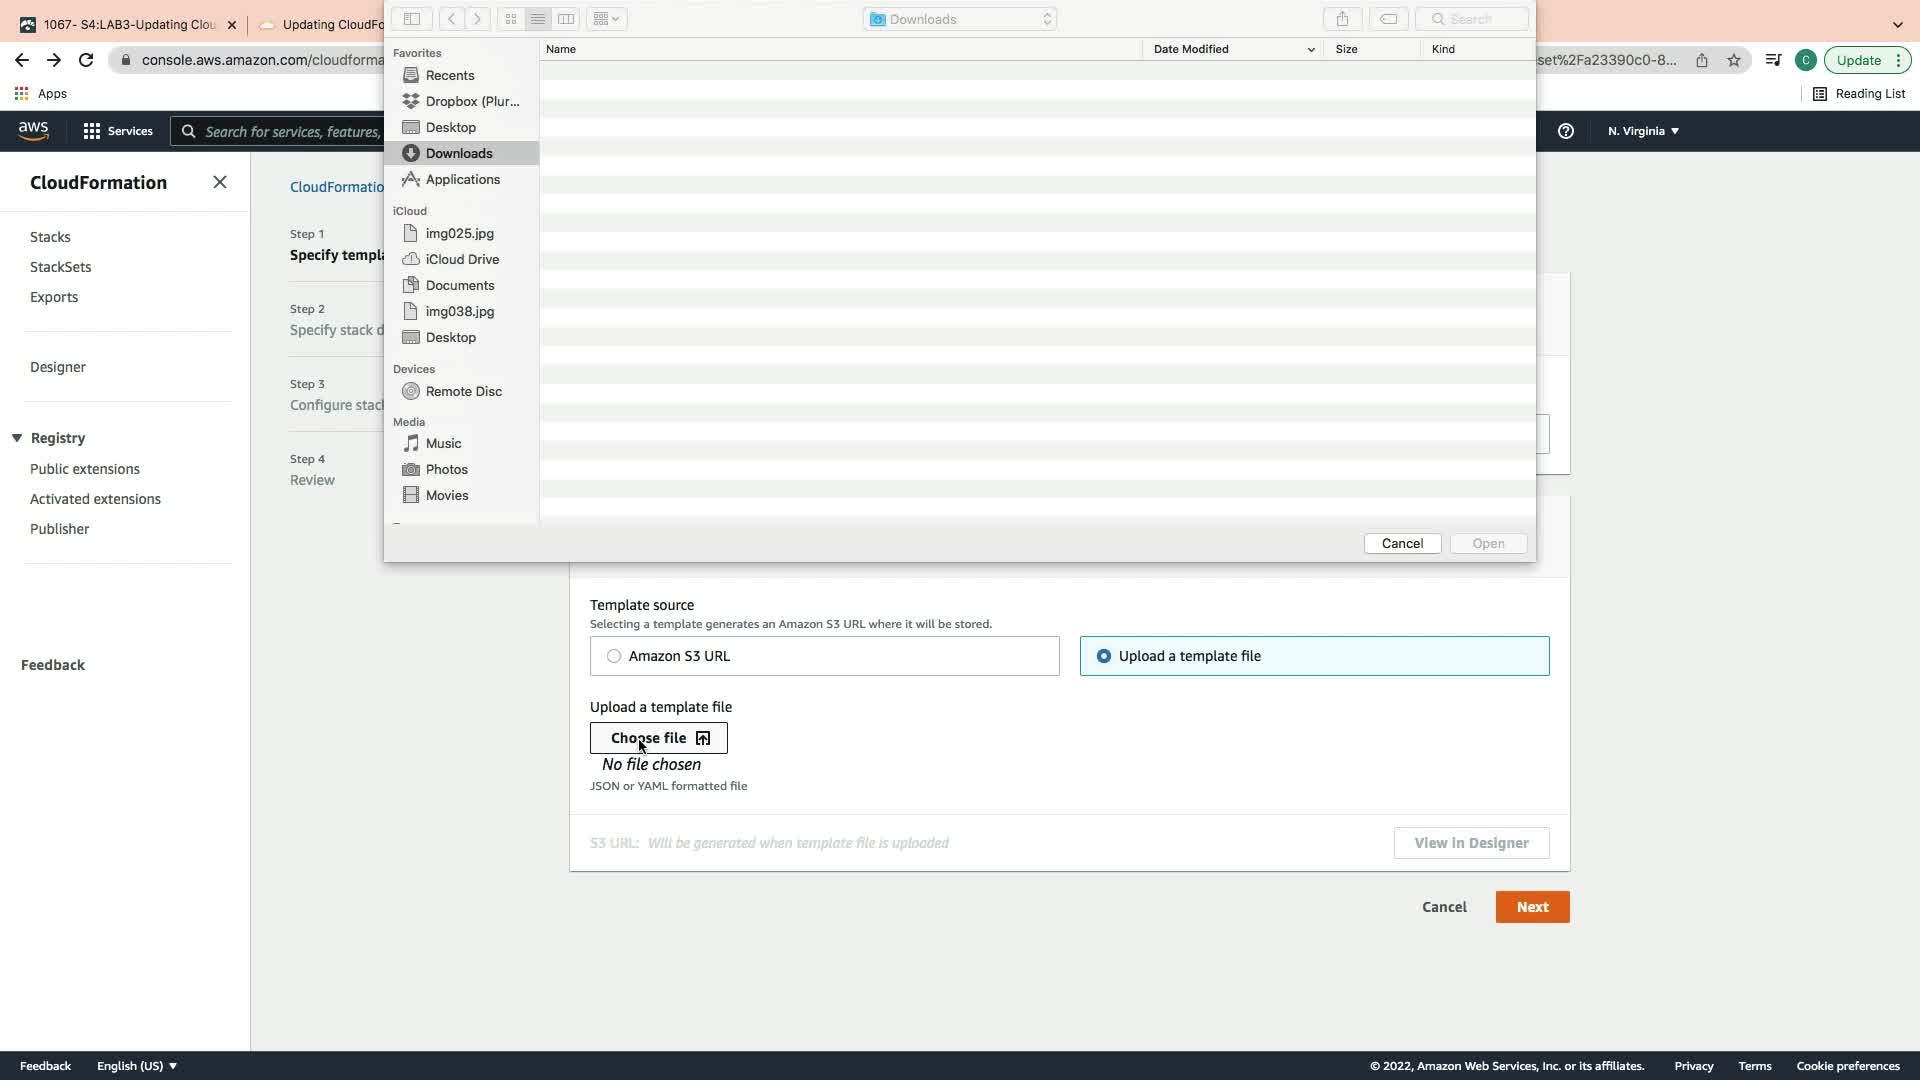 1067- S4:LAB3-Updating Clou
Updating CloudFo
console.aws.amazon.com/cloudforma
set%2Fa23390c0-8...
C
Update
Apps
Reading List
aws
Services
Search for services, features,
N. Virginia
Downloads
Search
Name
Date Modified
Size
Kind
Favorites
Recents
Dropbox (Plur...
Desktop
Downloads
Applications
iCloud
img025.jpg
iCloud Drive
Documents
img038.jpg
Desktop
Devices
Remote Disc
Media
Music
Photos
Movies
Cancel
Open
CloudFormation
Stacks
StackSets
Exports
Designer
Registry
Public extensions
Activated extensions
Publisher
Feedback
CloudFormatio
Step 1
Specify templa
Step 2
Specify stack d
Step 3
Configure stack
Step 4
Review
Template source
Selecting a template generates an Amazon S3 URL where it will be stored.
Amazon S3 URL
Upload a template file
Upload a template file
Choose file
No file chosen
JSON or YAML formatted file
S3 URL: Will be generated when template file is uploaded
View in Designer
Cancel
Next
Feedback
English (US)
© 2022, Amazon Web Services, Inc. or its affiliates.
Privacy
Terms
Cookie preferences